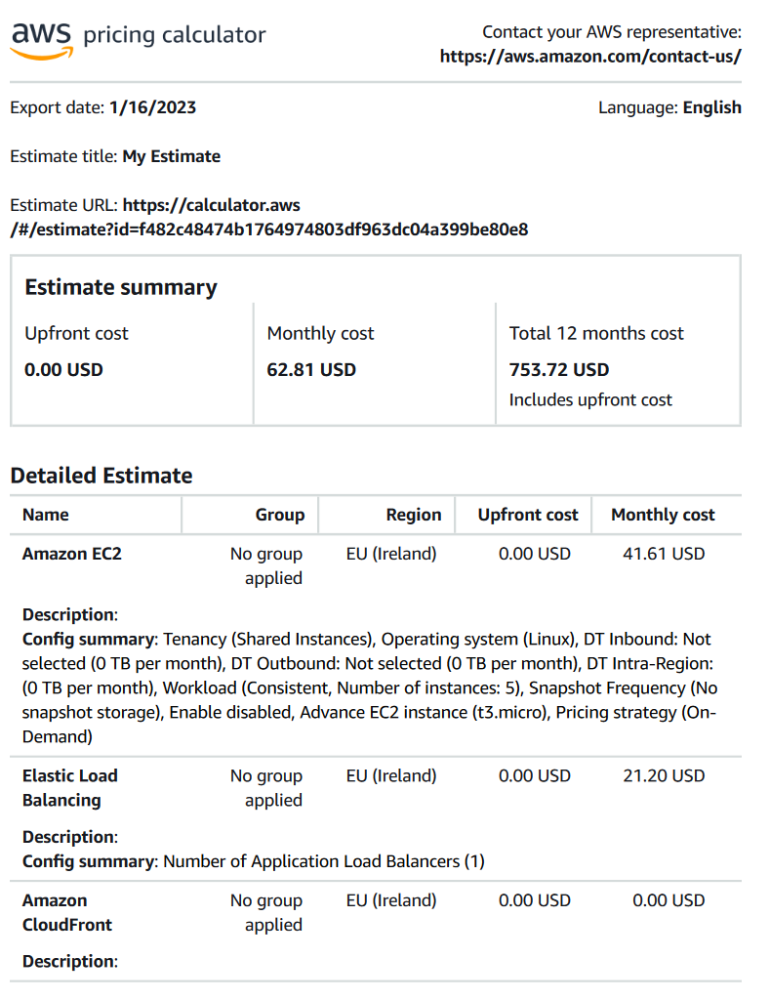 aws pricing calculator
Contact your AWS representative:
https://aws.amazon.com/contact-us/
Export date: 1/16/2023
Language: English
Estimate title: My Estimate
Estimate URL: https://calculator.aws
/#/estimate?id=f482c48474b1764974803df963dc04a399be80e8
Estimate summary
Upfront cost
0.00 USD
Monthly cost
62.81 USD
Total 12 months cost
753.72 USD
Includes upfront cost
Detailed Estimate
Name Group Region Upfront cost Monthly cost
Amazon EC2 No group EU (Ireland) 0.00 USD 41.61 USD
applied
Description:
Config summary: Tenancy (Shared Instances), Operating system (Linux), DT Inbound: Not
selected (0 TB per month), DT Outbound: Not selected (0 TB per month), DT Intra-Region:
(0 TB per month), Workload (Consistent, Number of instances: 5), Snapshot Frequency (No
snapshot storage), Enable disabled, Advance EC2 instance (t3.micro), Pricing strategy (On-
Demand)
Elastic Load No group EU (Ireland) 0.00 USD 21.20 USD
Balancing applied
Description:
Config summary: Number of Application Load Balancers (1)
Amazon No group EU (Ireland) 0.00 USD 0.00 USD
CloudFront applied
Description: